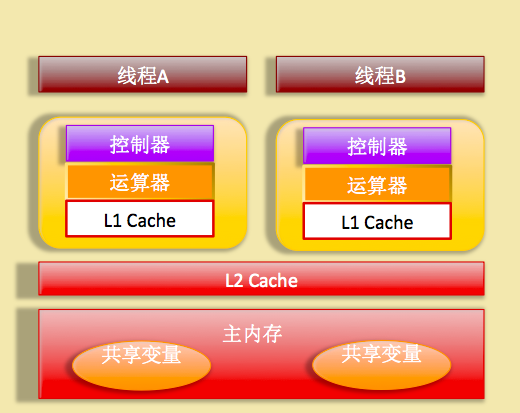 线程A
线程B
控制器
控制器
运算器
运算器
L1 Cache
L1 Cache
L2 Cache
主内存
共享变量
共享变量